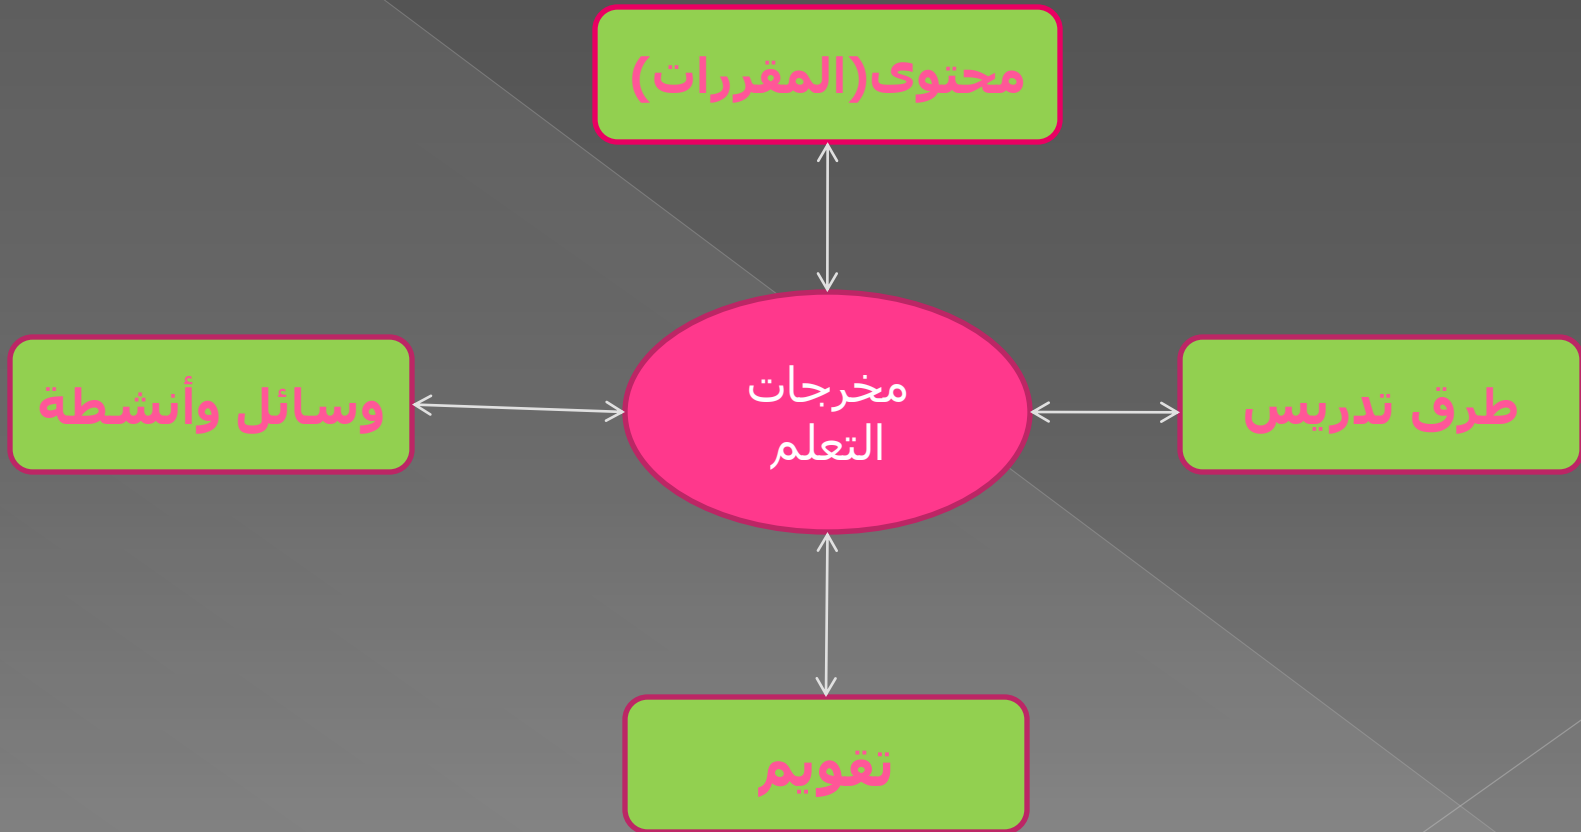 محتوى(المقررات)
طرق تدريس
مخرجات
التعلم
وسائل وأنشطة
تقويم